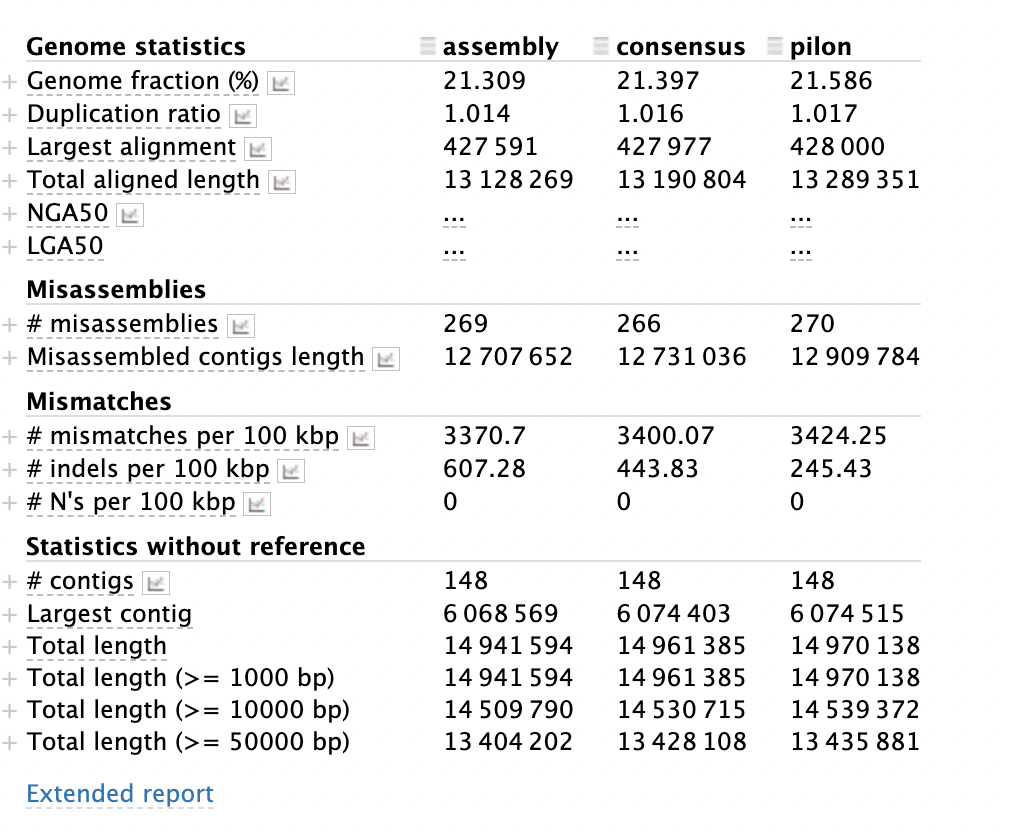 Genome statistics assembly consensus pilon
+ Genome fraction (%) 21.309 21.397 21.586
+ Duplication ratio 1.014 1.016 1.017
+ Largest alignment 427 591 427 977 428 000
+ Total aligned length 13 128 269 13 190 804 13 289 351
+ NGA50 ... ... ...
+ LGA50 ... ... ...
Misassemblies
+ # misassemblies 269 266 270
+ Misassembled contigs length 12 707 652 12 731 036 12 909 784
Mismatches
+ # mismatches per 100 kbp 3370.7 3400.07 3424.25
+ # indels per 100 kbp 607.28 443.83 245.43
+ # N's per 100 kbp 0 0 0
Statistics without reference
+ # contigs 148 148 148
+ Largest contig 6 068 569 6 074 403 6 074 515
+ Total length 14 941 594 14 961 385 14 970 138
+ Total length (>= 1000 bp) 14 941 594 14 961 385 14 970 138
+ Total length (>= 10000 bp) 14 509 790 14 530 715 14 539 372
+ Total length (>= 50000 bp) 13 404 202 13 428 108 13 435 881
Extended report